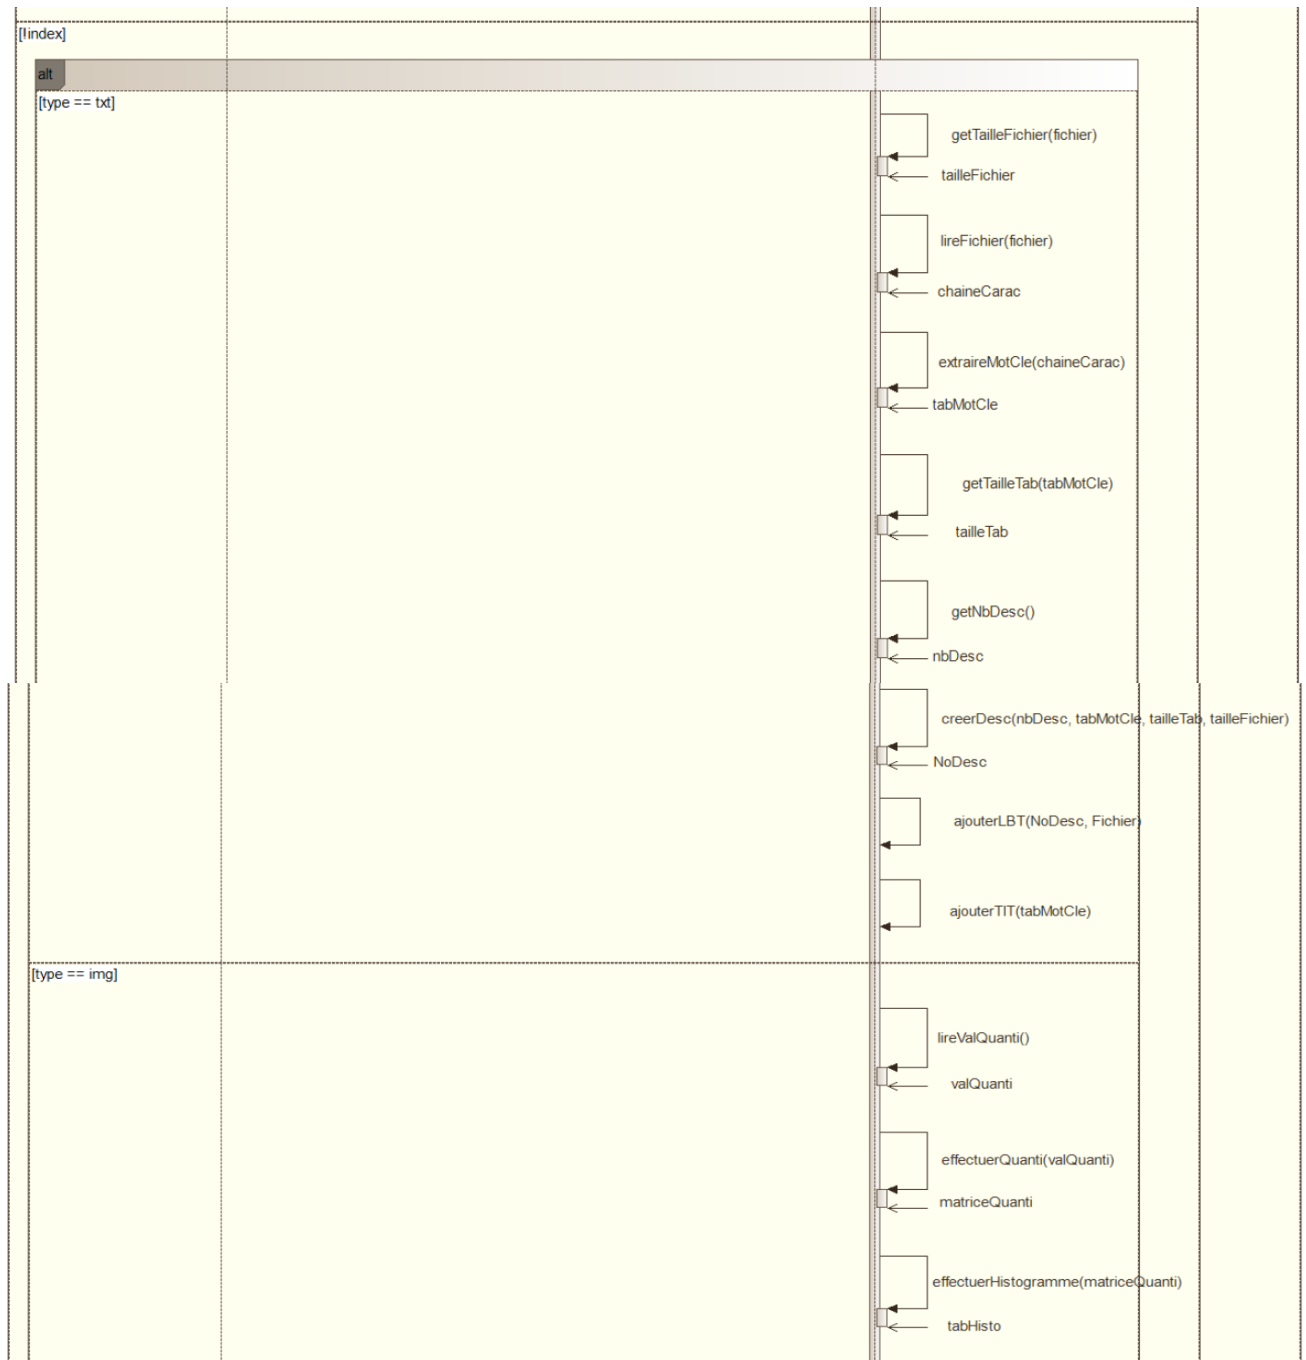 [!index]
alt
[type == txt]
getTailleFichier(fichier)
tailleFichier
lireFichier(fichier)
chaineCarac
extraireMotCle(chaineCarac)
tabMotCle
getTailleTab(tabMotCle)
tailleTab
getNbDesc()
nbDesc
creerDesc(nbDesc, tabMotCle, tailleTab, tailleFichier)
NoDesc
ajouterLBT(NoDesc, Fichier)
ajouterTIT(tabMotCle)
[type == img]
lireValQuanti()
valQuanti
effectuerQuanti(valQuanti)
matriceQuanti
effectuerHistogramme(matriceQuanti)
tabHisto